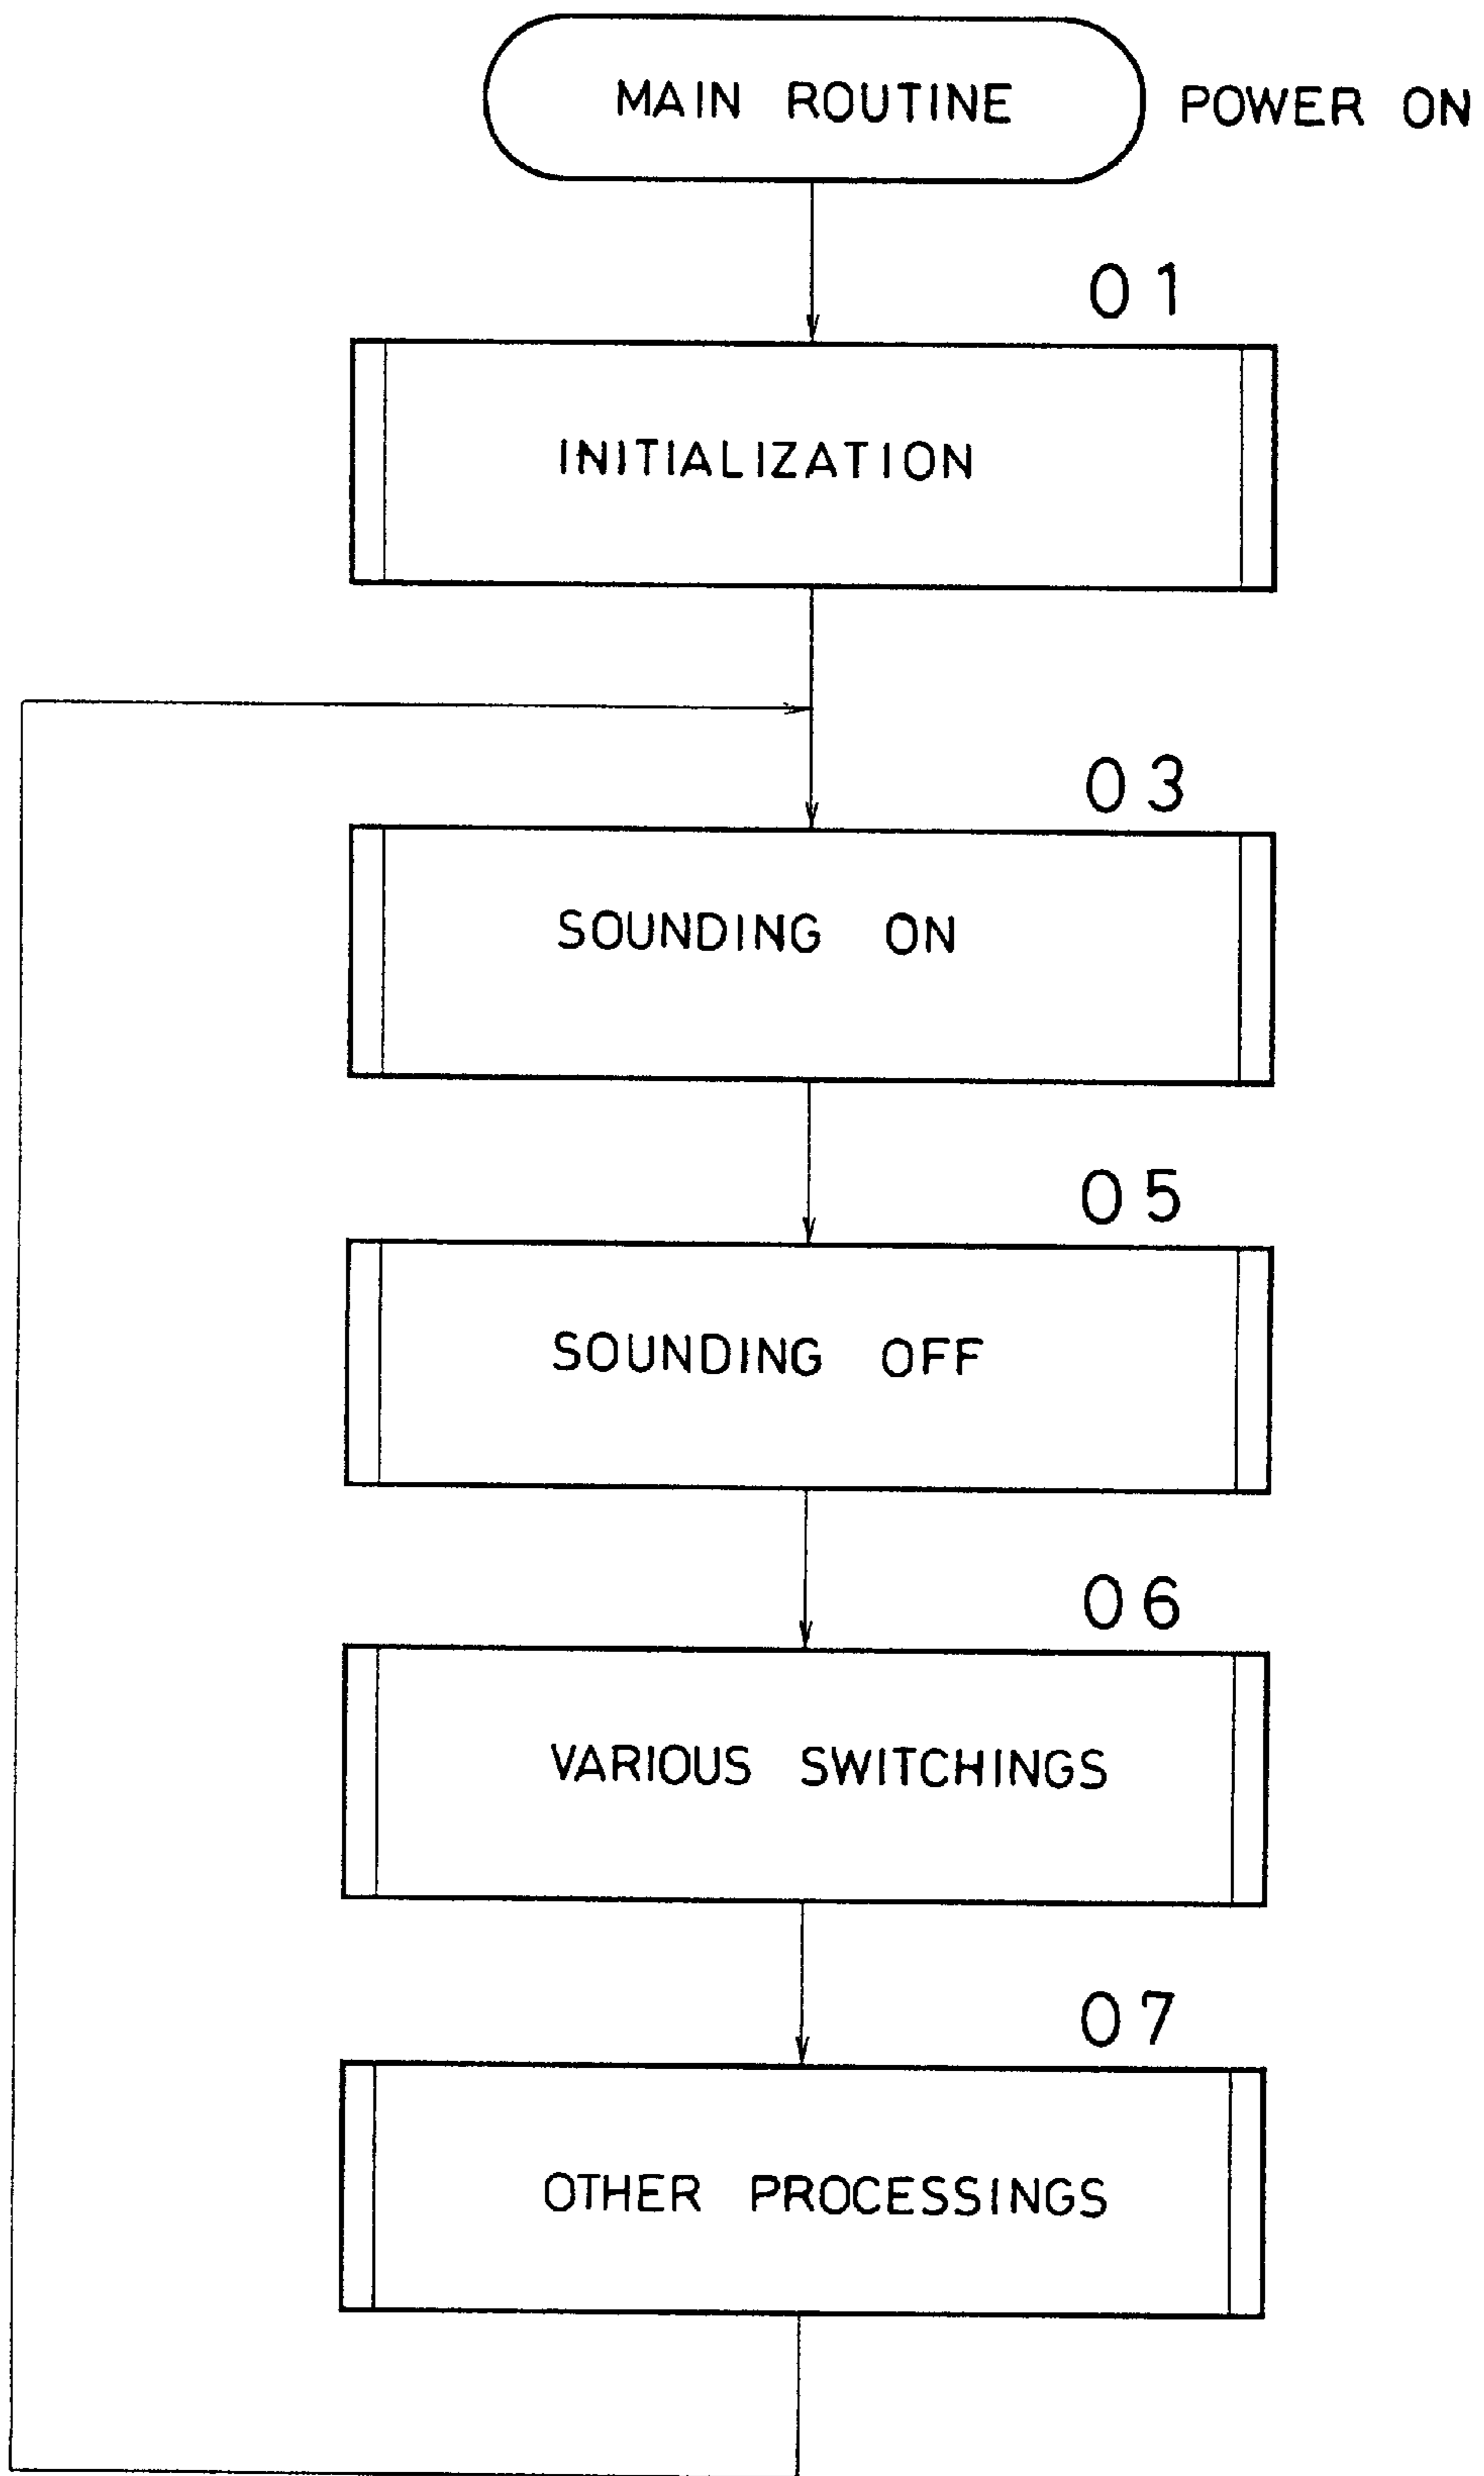 MAIN ROUTINE POWER ON
01
INITIALIZATION
03
SOUNDING ON
05
SOUNDING OFF
06
VARIOUS SWITCHINGS
07
OTHER PROCESSINGS